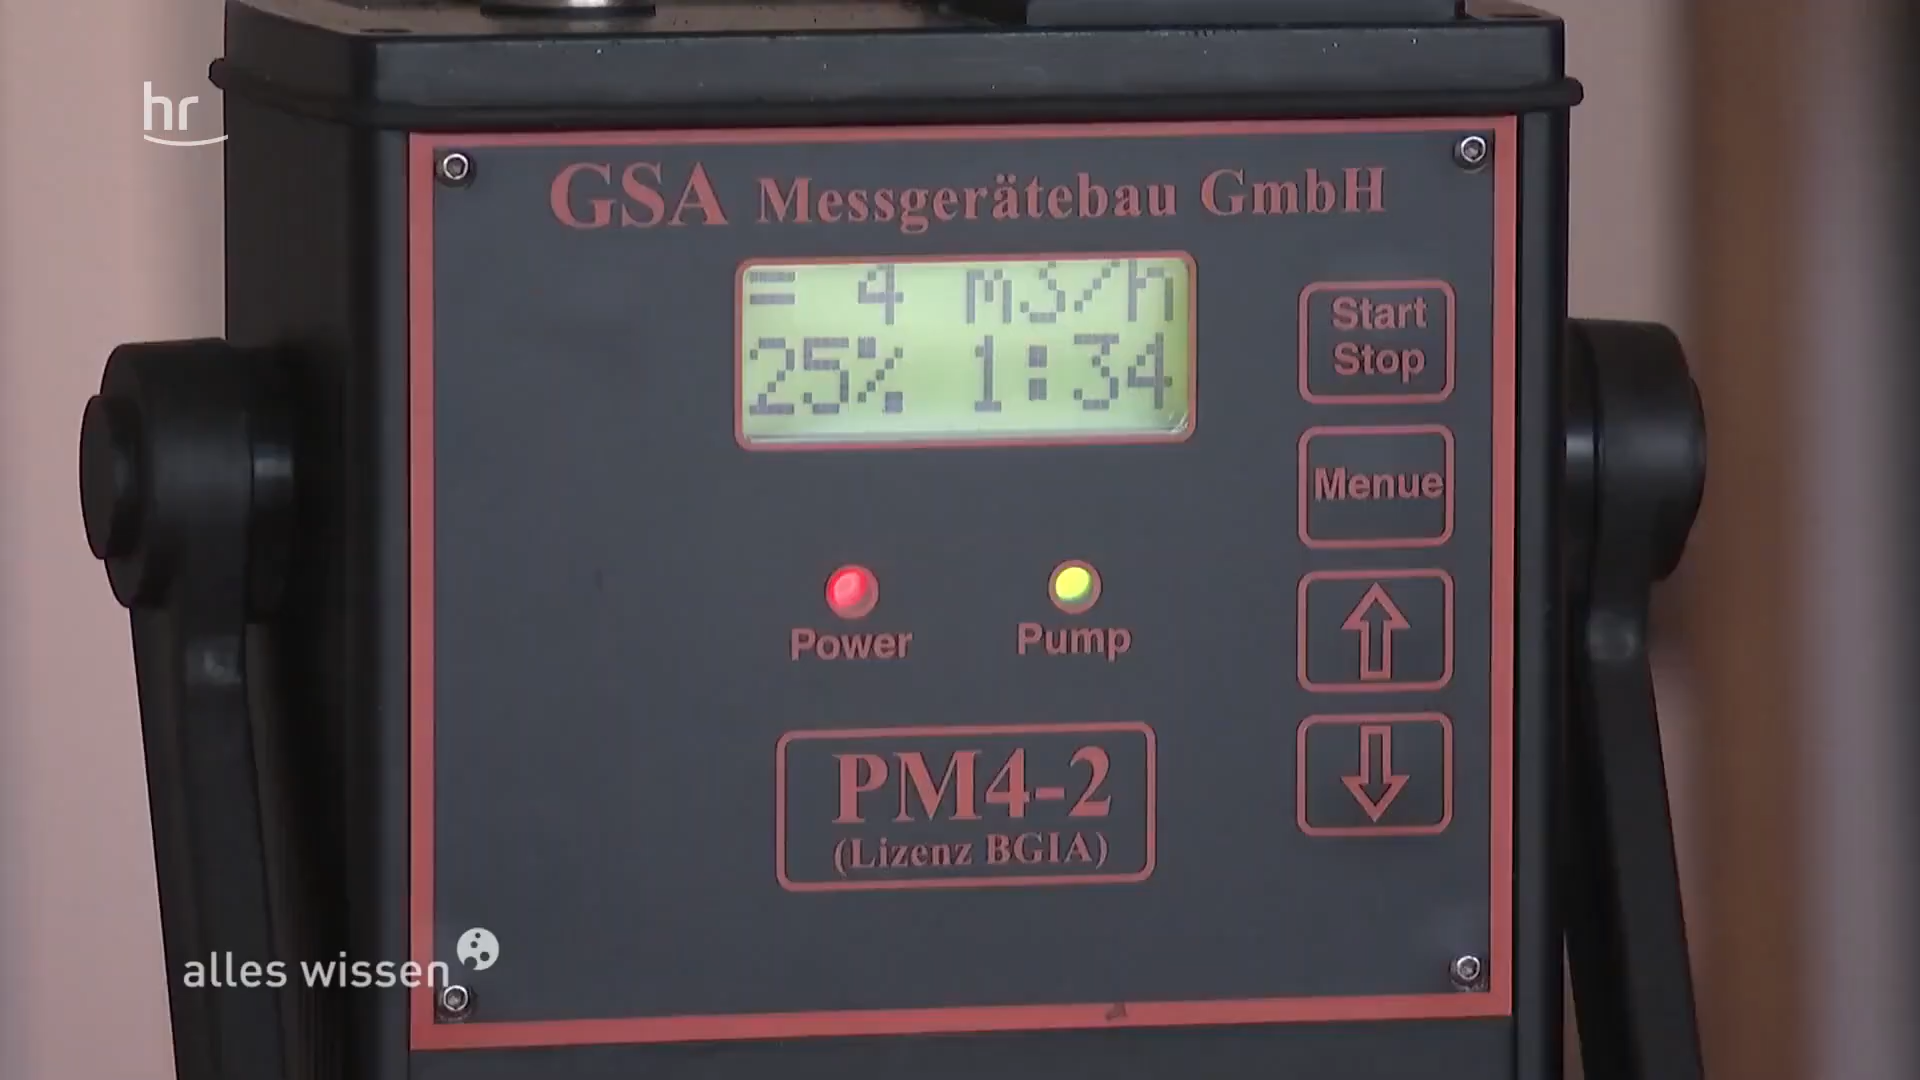 hr
GSA Messgerätebau GmbH
= 4 m3/h
25% 1:34
Start
Stop
Menue
Power
Pump
PM4-2
(Lizenz BGIA)
alles wissen